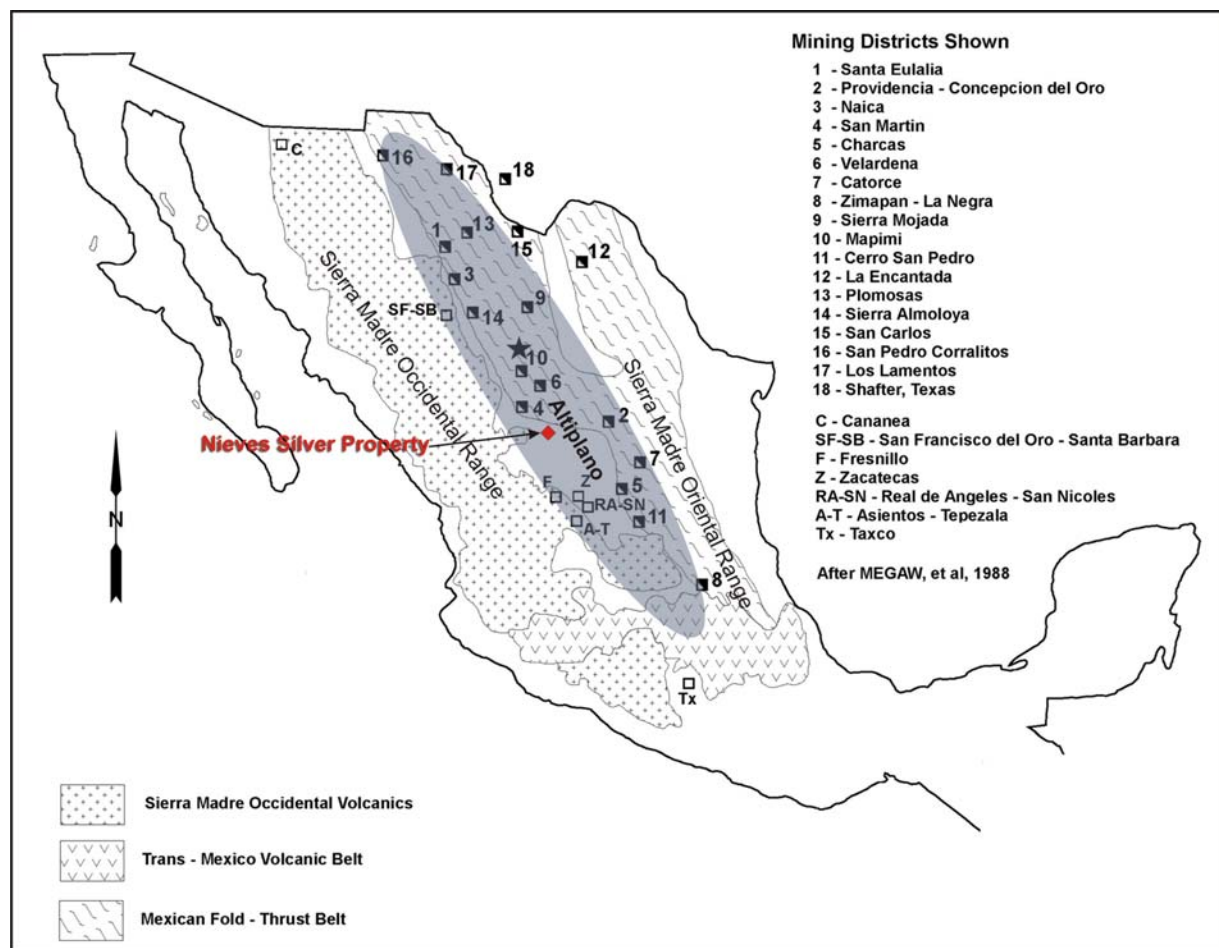 Mining Districts Shown
1 - Santa Eulalia
2 - Providencia - Concepcion del Oro
3 - Naica
4 - San Martin
5 - Charcas
6 - Velardena
7 - Catorce
8 - Zimapan - La Negra
9 - Sierra Mojada
10 - Mapimi
11 - Cerro San Pedro
12 - La Encantada
13 - Plomosas
14 - Sierra Almoloya
15 - San Carlos
16 - San Pedro Corralitos
17 - Los Lamentos
18 - Shafter, Texas
C - Cananea
SF-SB - San Francisco del Oro - Santa Barbara
F - Fresnillo
Z - Zacatecas
RA-SN - Real de Angeles - San Nicoles
A-T - Asientos - Tepezala
Tx - Taxco
After MEGAW, et al, 1988
C
16
17
18
13
1
15
12
3
9
SF-SB
14
10
6
4
2
Nieves Silver Property
7
5
F
Z
RA-SN
A-T
11
8
Tx
Sierra Madre Occidental Range
Altiplano
Sierra Madre Oriental Range
N
Sierra Madre Occidental Volcanics
Trans - Mexico Volcanic Belt
Mexican Fold - Thrust Belt